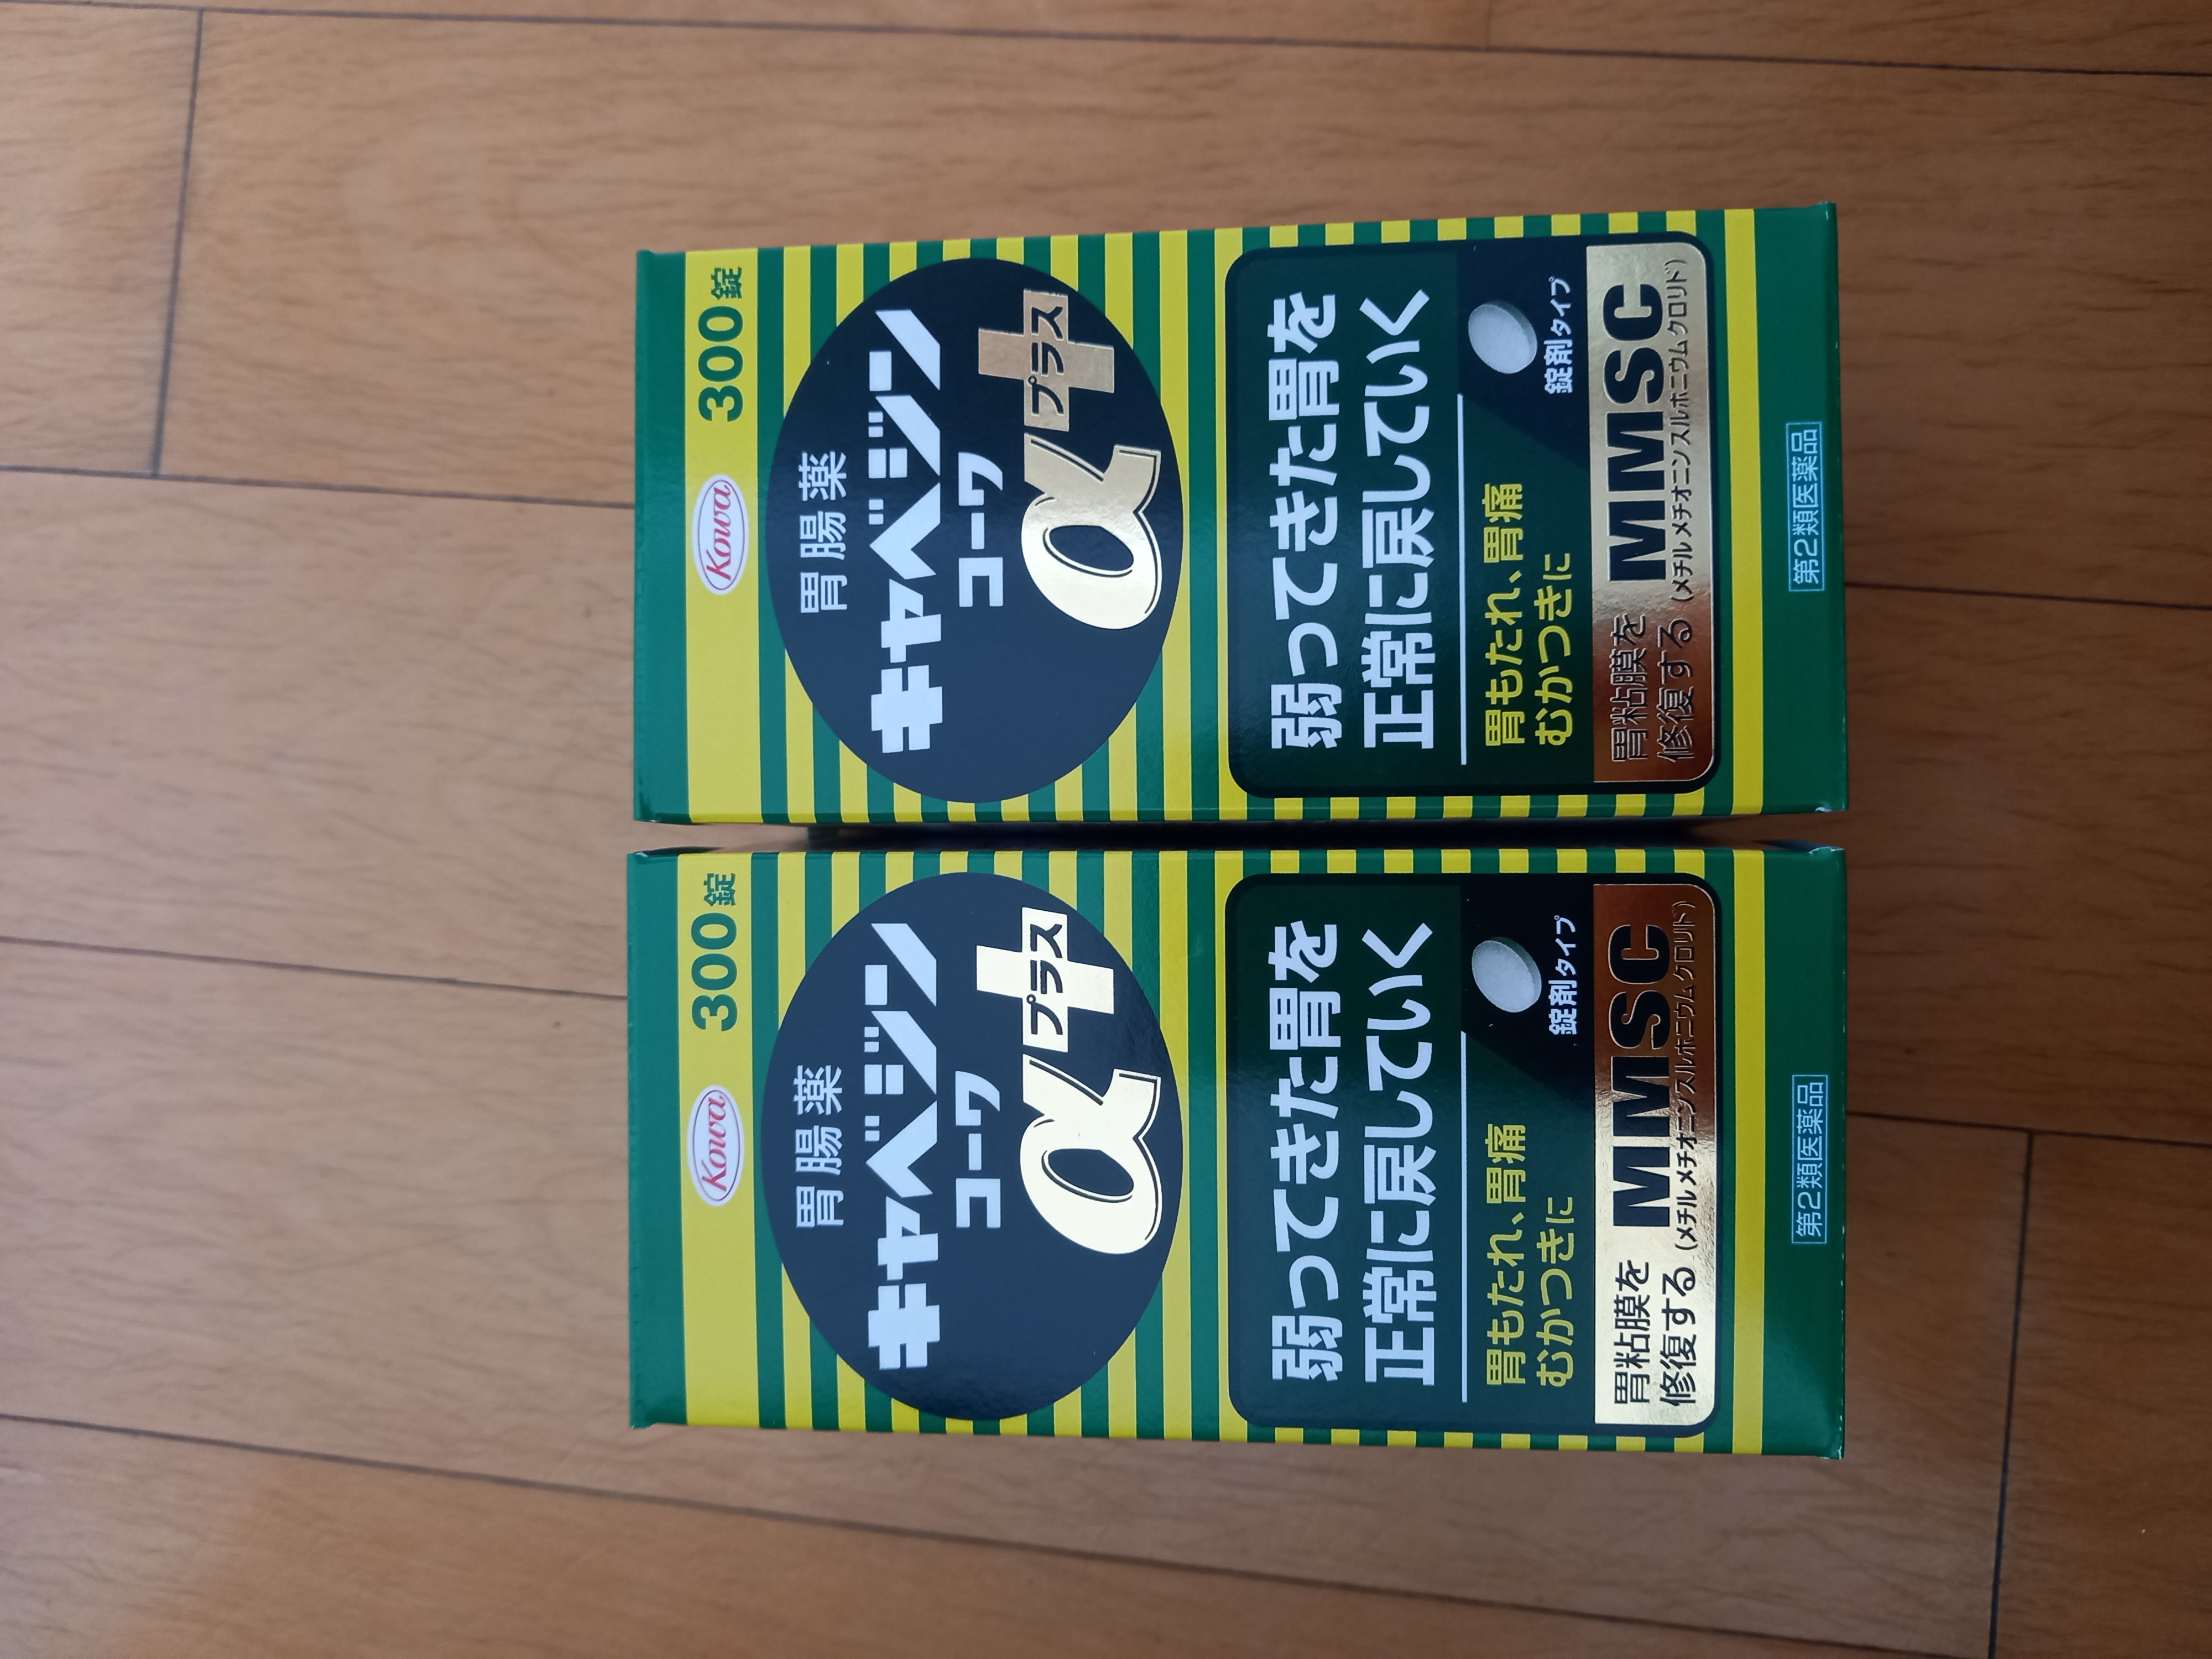 Kowa 300錠
胃腸薬
キャベジン
コーワ
αプラス
弱ってきた胃を
正常に戻していく
胃もたれ、胃痛
むかつきに
錠剤タイプ
胃粘膜を
修復する
MMSC
(メチルメチオニンスルホニウムクロリド)
第2類医薬品
Kowa 300錠
胃腸薬
キャベジン
コーワ
αプラス
弱ってきた胃を
正常に戻していく
胃もたれ、胃痛
むかつきに
錠剤タイプ
胃粘膜を
修復する
MMSC
(メチルメチオニンスルホニウムクロリド)
第2類医薬品